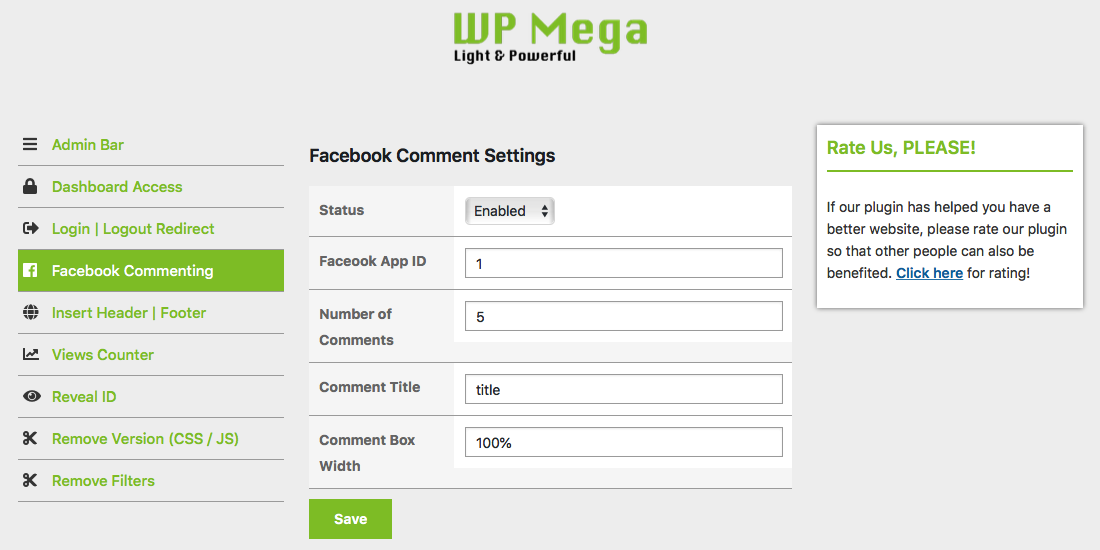 WP Mega
Light & Powerful
Admin Bar
Dashboard Access
Login | Logout Redirect
Facebook Commenting
Insert Header | Footer
Views Counter
Reveal ID
Remove Version (CSS / JS)
Remove Filters
Facebook Comment Settings
Status
Enabled
Faceook App ID
1
Number of
Comments
5
Comment Title
title
Comment Box
Width
100%
Save
Rate Us, PLEASE!
If our plugin has helped you have a
better website, please rate our plugin
so that other people can also be
benefited. Click here for rating!